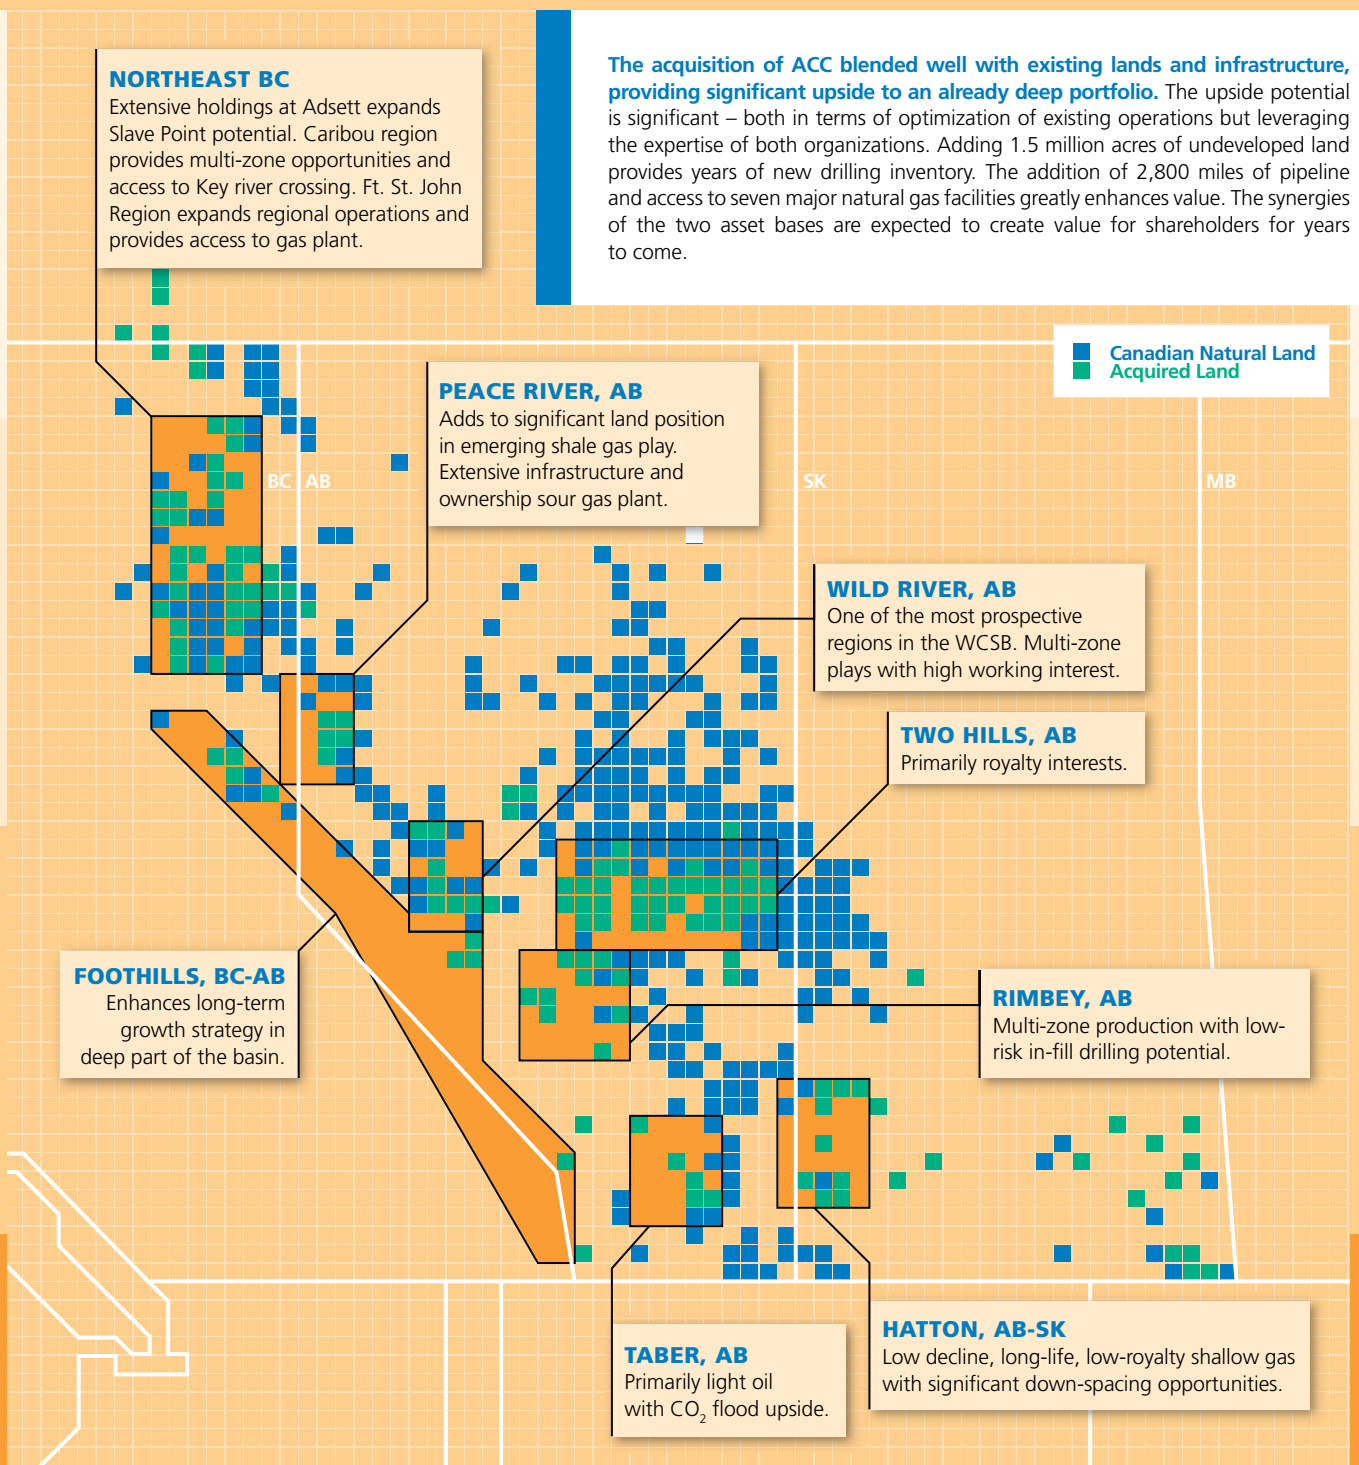 NORTHEAST BC
Extensive holdings at Adsett expands
Slave Point potential. Caribou region
provides multi-zone opportunities and
access to Key river crossing. Ft. St. John
Region expands regional operations and
provides access to gas plant.
The acquisition of ACC blended well with existing lands and infrastructure,
providing significant upside to an already deep portfolio. The upside potential
is significant – both in terms of optimization of existing operations but leveraging
the expertise of both organizations. Adding 1.5 million acres of undeveloped land
provides years of new drilling inventory. The addition of 2,800 miles of pipeline
and access to seven major natural gas facilities greatly enhances value. The synergies
of the two asset bases are expected to create value for shareholders for years
to come.
Canadian Natural Land
Acquired Land
PEACE RIVER, AB
Adds to significant land position
in emerging shale gas play.
Extensive infrastructure and
ownership sour gas plant.
BC AB
SK
MB
WILD RIVER, AB
One of the most prospective
regions in the WCSB. Multi-zone
plays with high working interest.
TWO HILLS, AB
Primarily royalty interests.
FOOTHILLS, BC-AB
Enhances long-term
growth strategy in
deep part of the basin.
RIMBEY, AB
Multi-zone production with low-
risk in-fill drilling potential.
TABER, AB
Primarily light oil
with CO₂ flood upside.
HATTON, AB-SK
Low decline, long-life, low-royalty shallow gas
with significant down-spacing opportunities.